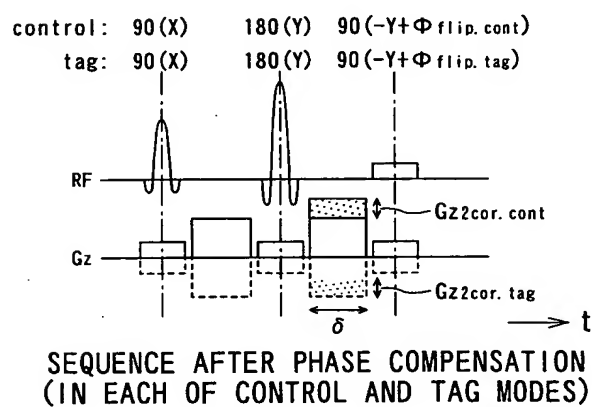 control: 90(X) 180(Y) 90(-Y+Φflip.cont)
tag: 90(X) 180(Y) 90(-Y+Φflip.tag)
RF
Gz2cor.cont
Gz
Gz2cor.tag
δ
t
SEQUENCE AFTER PHASE COMPENSATION
(IN EACH OF CONTROL AND TAG MODES)